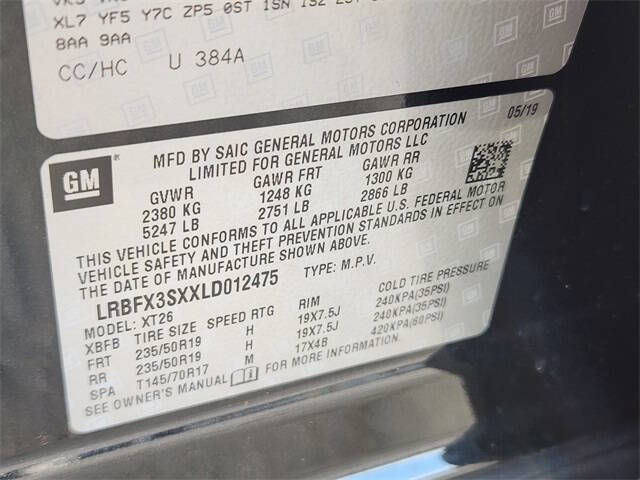 XL7 YF5 Y7C ZP5 0ST 1SN
8AA 9AA
CC/HC U 384A
GM
05/19
MFD BY SAIC GENERAL MOTORS CORPORATION
LIMITED FOR GENERAL MOTORS LLC
GVWR GAWR FRT GAWR RR
2380 KG 1248 KG 1300 KG
5247 LB 2751 LB 2866 LB
THIS VEHICLE CONFORMS TO ALL APPLICABLE U.S. FEDERAL MOTOR
VEHICLE SAFETY AND THEFT PREVENTION STANDARDS IN EFFECT ON
THE DATE OF MANUFACTURE SHOWN ABOVE.
LRBFX3SXXLD012475 TYPE: M.P.V.
MODEL: XT26
XBFB TIRE SIZE SPEED RTG RIM COLD TIRE PRESSURE
FRT 235/50R19 H 19X7.5J 240KPA(35PSI)
RR 235/50R19 H 19X7.5J 240KPA(35PSI)
SPA T145/70R17 M 17X4B 420KPA(60PSI)
SEE OWNER'S MANUAL FOR MORE INFORMATION.